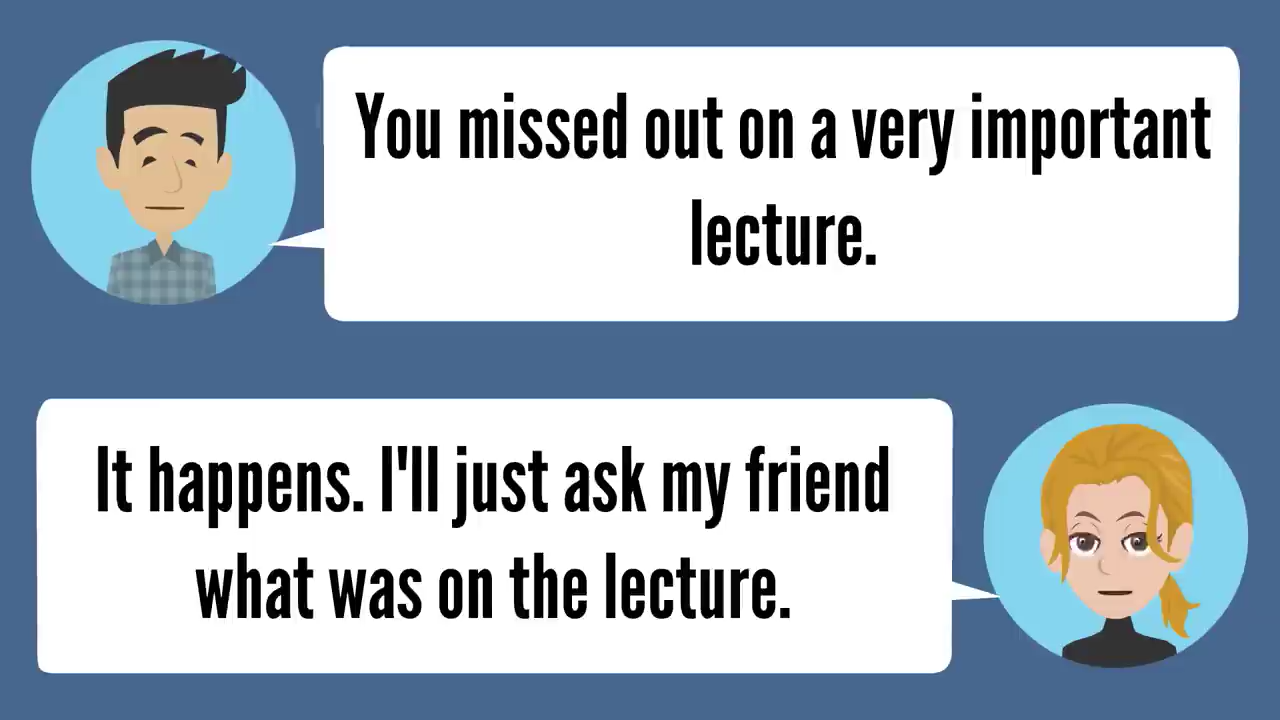 You missed out on a very important
lecture.
It happens. I'll just ask my friend
what was on the lecture.